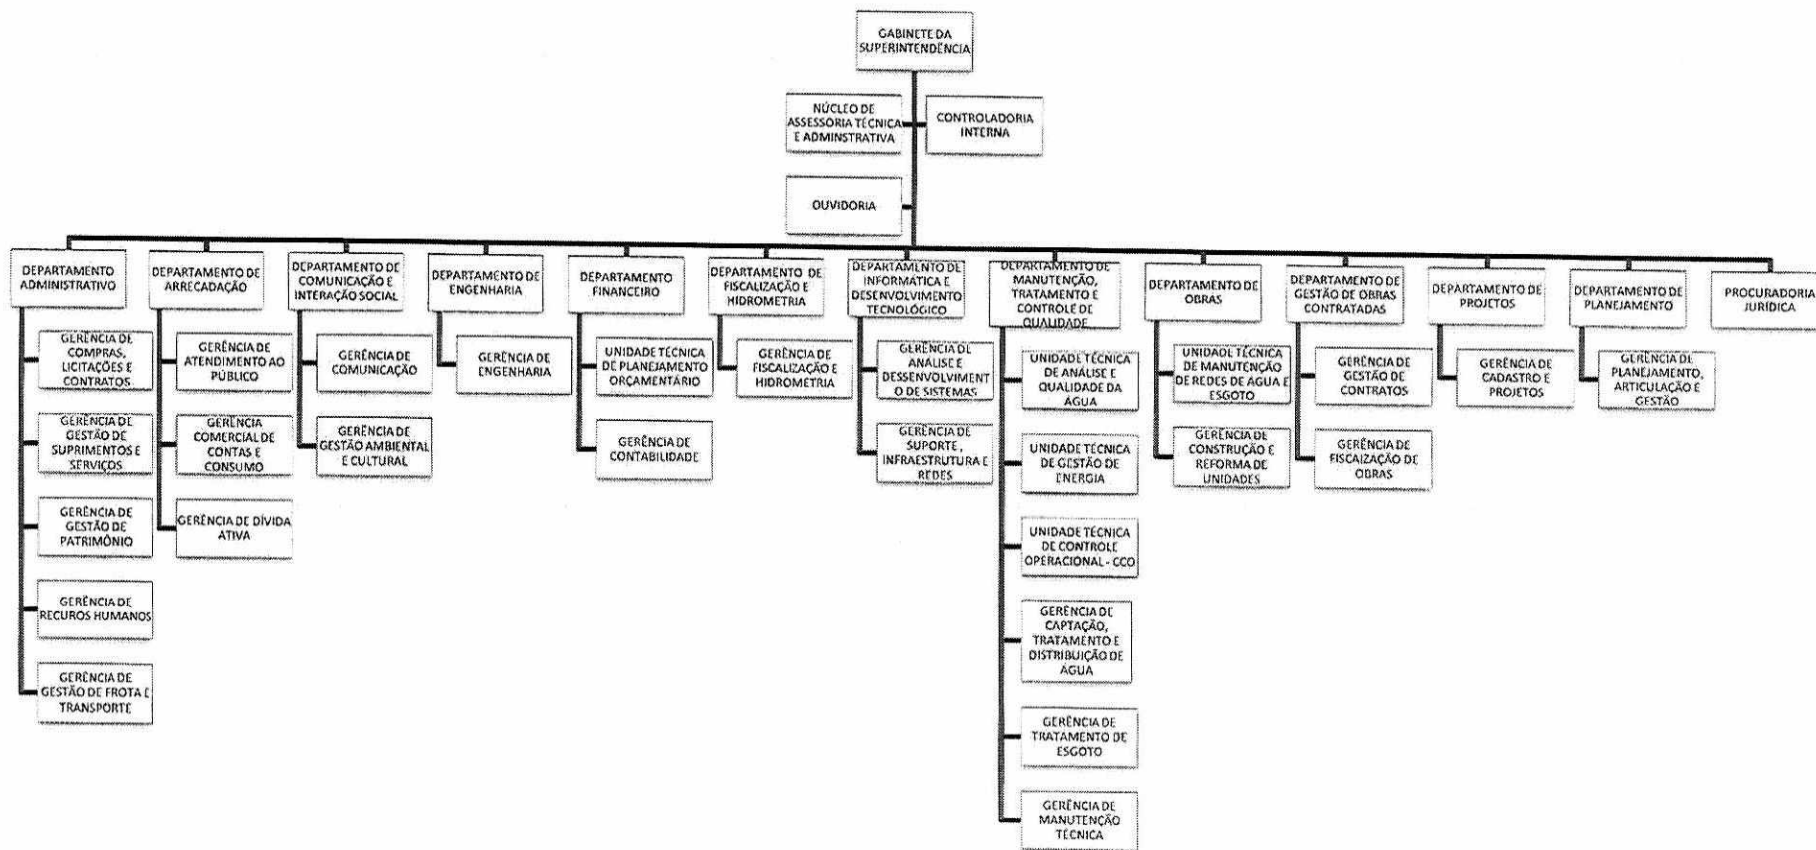 GABINETE DA
SUPERINTENDÊNCIA
NÚCLEO DE
ASSESSORIA TÉCNICA
E ADMINSTRATIVA
CONTROLADORIA
INTERNA
OUVIDORIA
DEPARTAMENTO
ADMINISTRATIVO
DEPARTAMENTO DE
ARRECADAÇÃO
DEPARTAMENTO DE
COMUNICAÇÃO E
INTERAÇÃO SOCIAL
DEPARTAMENTO DE
ENGENHARIA
DEPARTAMENTO
FINANCEIRO
DEPARTAMENTO DE
FISCALIZAÇÃO E
HIDROMETRIA
DEPARTAMENTO DE
INFORMÁTICA E
DESENVOLVIMENTO
TECNOLÓGICO
DEPARTAMENTO DE
MANUTENÇÃO,
TRATAMENTO E
CONTROLE DE
QUALIDADE
DEPARTAMENTO DE
OBRAS
DEPARTAMENTO DE
GESTÃO DE OBRAS
CONTRATADAS
DEPARTAMENTO DE
PROJETOS
DEPARTAMENTO DE
PLANEJAMENTO
PROCURADORIA
JURÍDICA
GERÊNCIA DE
COMPRAS,
LICITAÇÕES E
CONTRATOS
GERÊNCIA DE
GESTÃO DE
SUPRIMENTOS E
SERVIÇOS
GERÊNCIA DE
GESTÃO DE
PATRIMÔNIO
GERÊNCIA DE
RECUROS HUMANOS
GERÊNCIA DE
GESTÃO DE FROTA E
TRANSPORTE
GERÊNCIA DE
ATENDIMENTO AO
PÚBLICO
GERÊNCIA
COMERCIAL DE
CONTAS E
CONSUMO
GERÊNCIA DE DÍVIDA
ATIVA
GERÊNCIA DE
COMUNICAÇÃO
GERÊNCIA DE
GESTÃO AMBIENTAL
E CULTURAL
GERÊNCIA DE
ENGENHARIA
UNIDADE TÉCNICA
DE PLANEJAMENTO
ORÇAMENTÁRIO
GERÊNCIA DE
CONTABILIDADE
GERÊNCIA DE
FISCALIZAÇÃO E
HIDROMETRIA
GERÊNCIA DE
ANÁLISE E
DESSENVOLVIMENT
O DE SISTEMAS
GERÊNCIA DE
SUPORTE,
INFRAESTRUTURA E
REDES
UNIDADE TÉCNICA
DE ANÁLISE E
QUALIDADE DA
ÁGUA
UNIDADE TÉCNICA
DE GESTÃO DE
ENERGIA
UNIDADE TÉCNICA
DE CONTROLE
OPERACIONAL - CCO
GERÊNCIA DE
CAPTAÇÃO,
TRATAMENTO E
DISTRIBUIÇÃO DE
ÁGUA
GERÊNCIA DE
TRATAMENTO DE
ESGOTO
GERÊNCIA DE
MANUTENÇÃO
TÉCNICA
UNIDADE TÉCNICA
DE MANUTENÇÃO
DE REDES DE ÁGUA E
ESGOTO
GERÊNCIA DE
CONSTRUÇÃO E
REFORMA DE
UNIDADES
GERÊNCIA DE
GESTÃO DE
CONTRATOS
GERÊNCIA DE
FISCAIZAÇÃO DE
OBRAS
GERÊNCIA DE
CADASTRO E
PROJETOS
GERÊNCIA DE
PLANEJAMENTO,
ARTICULAÇÃO E
GESTÃO